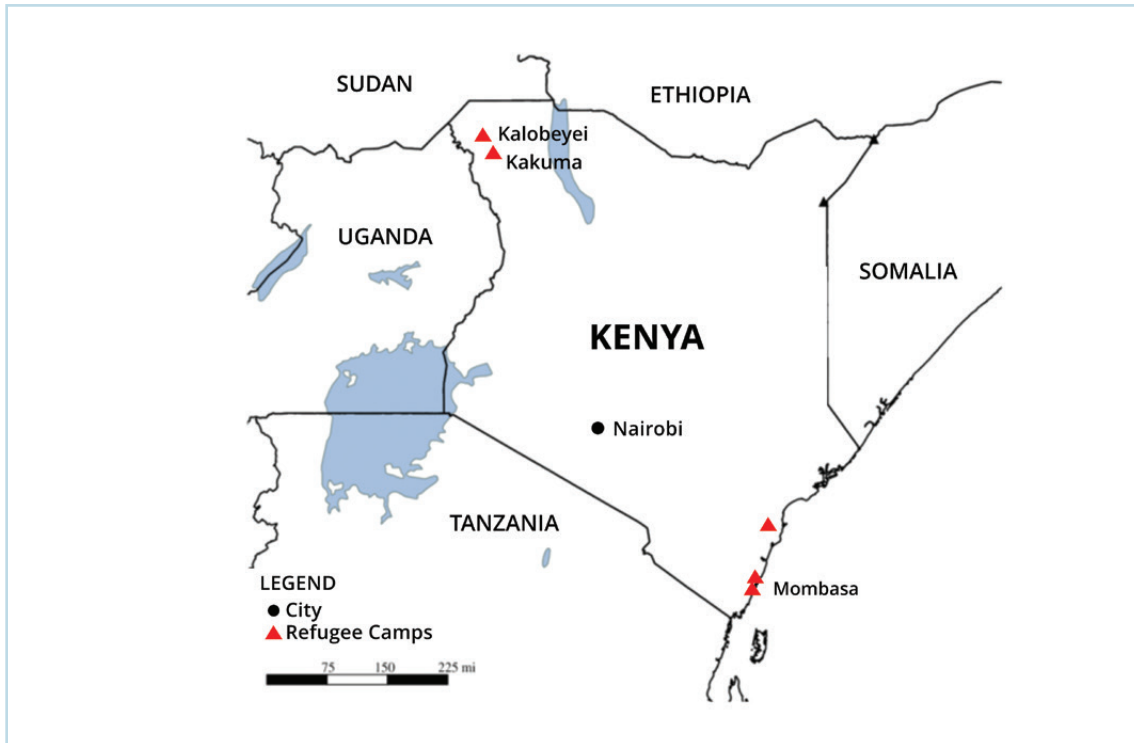 SUDAN
ETHIOPIA
Kalobeyei
Kakuma
UGANDA
SOMALIA
KENYA
Nairobi
TANZANIA
Mombasa
LEGEND
City
Refugee Camps
75 150 225 mi